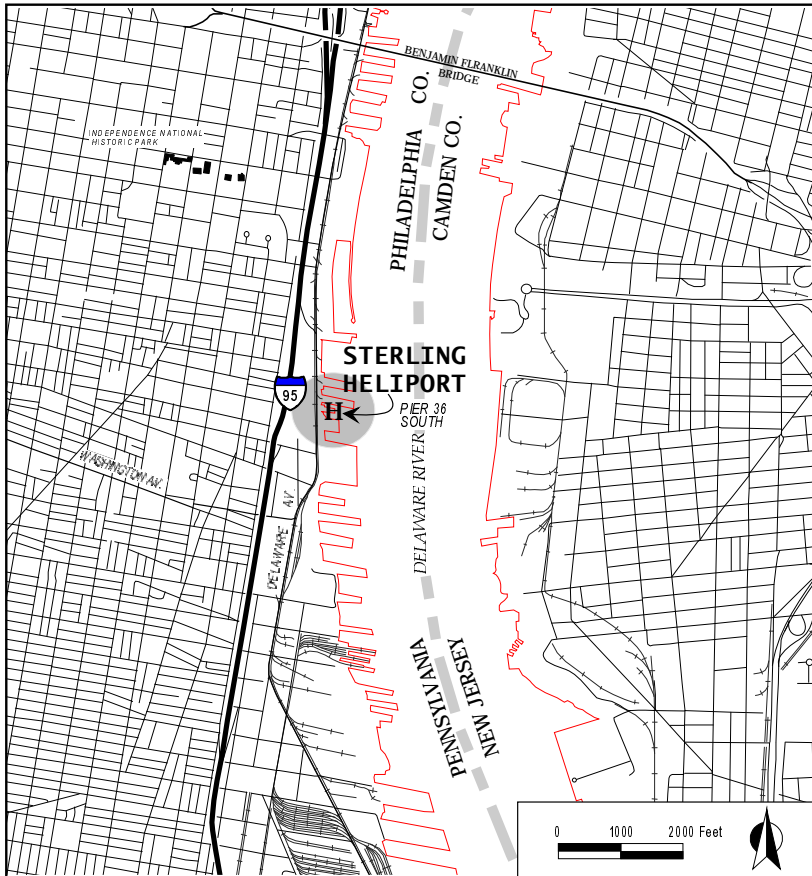 BENJAMIN FLRANKLIN
BRIDGE
PHILADELPHIA CO.
CAMDEN CO.
INDEPENDENCE NATIONAL
HISTORIC PARK
STERLING
HELIPORT
95
H
PIER 36
SOUTH
WASHINGTON AV.
DELAWARE AV.
DELAWARE RIVER
PENNSYLVANIA
NEW JERSEY
0 1000 2000 Feet